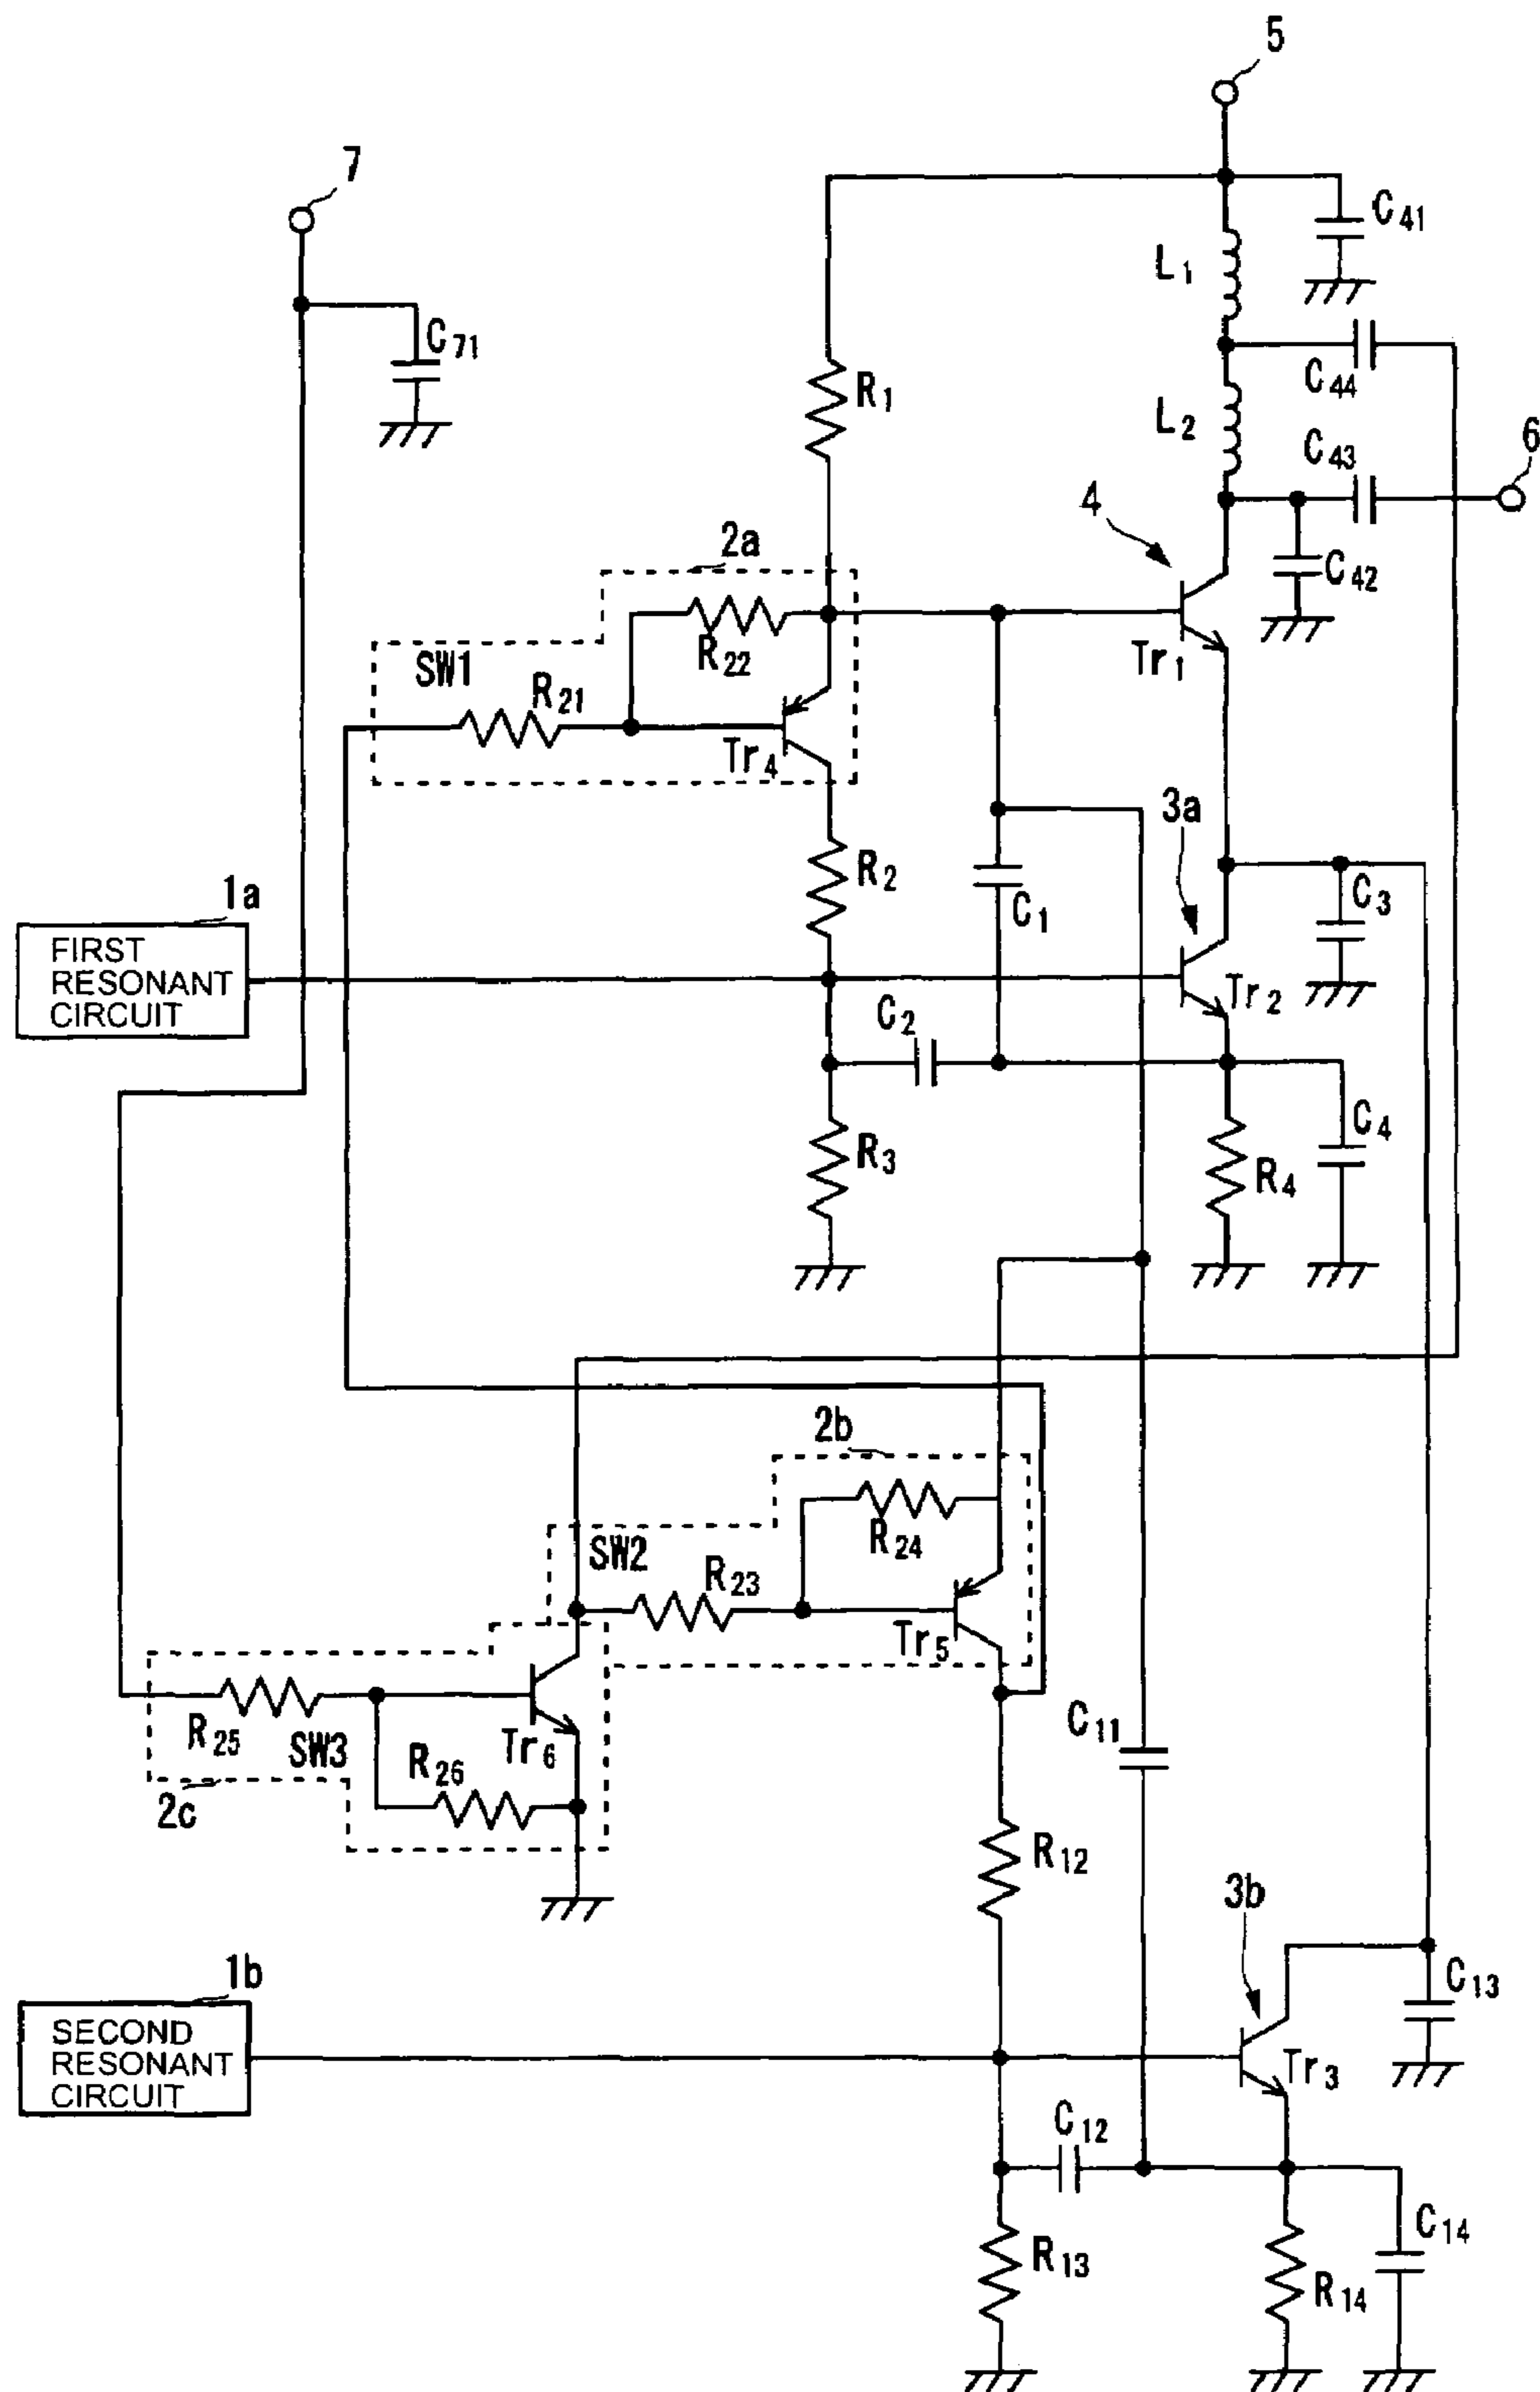 5
7
C41
L1
C71
C44
R1
L2
C43
6
4
2a
C42
R22
SW1
R21
Tr1
Tr4
3a
R2
1a
C1
C3
FIRST
RESONANT
CIRCUIT
Tr2
C2
C4
R3
R4
2b
R24
SW2
R23
Tr5
C11
R25
SW3
Tr6
R26
2c
R12
3b
1b
C13
SECOND
RESONANT
CIRCUIT
Tr3
C12
C14
R13
R14